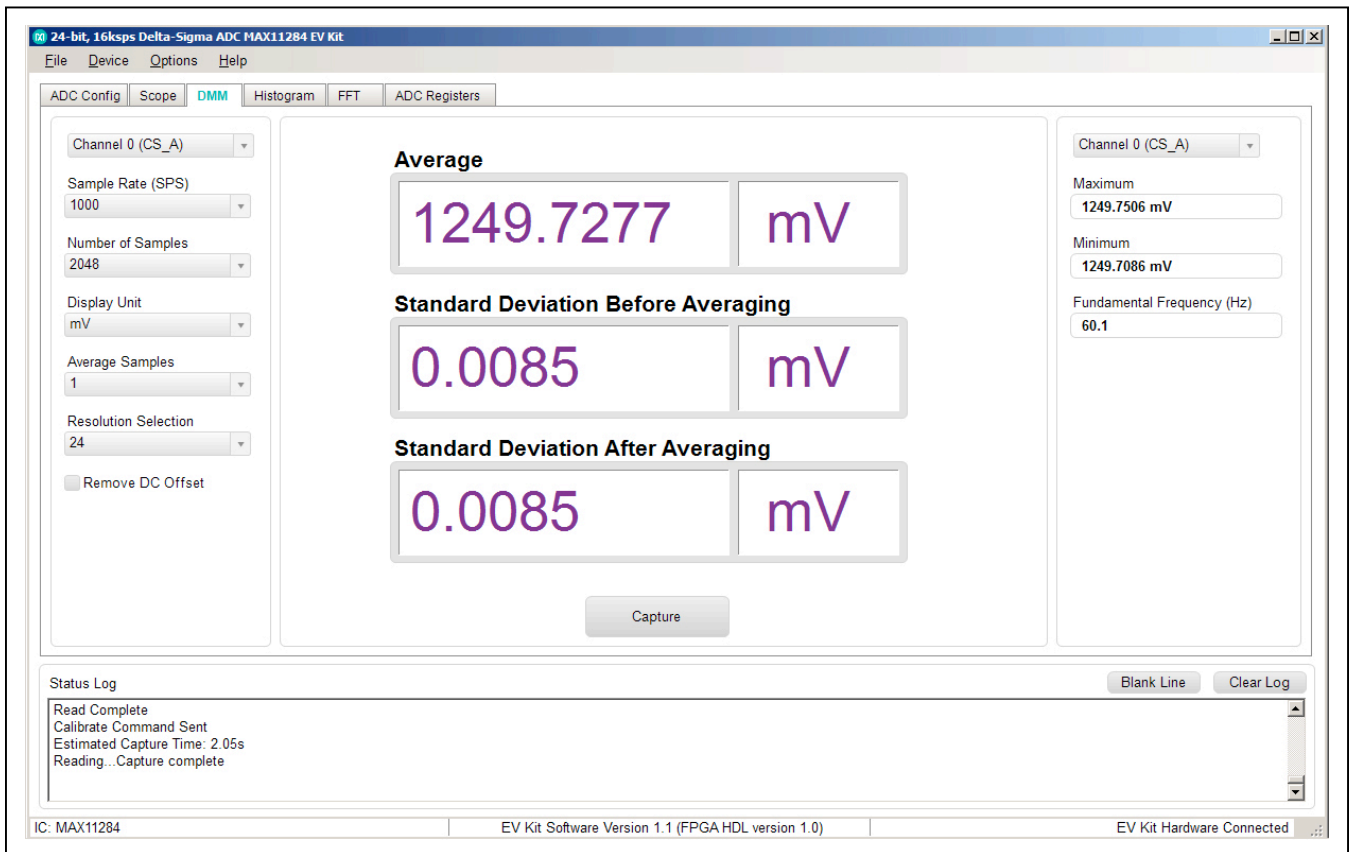 24-bit, 16ksps Delta-Sigma ADC MAX11284 EV Kit
File Device Options Help
ADC Config Scope DMM Histogram FFT ADC Registers
Channel 0 (CS_A)
Sample Rate (SPS)
1000
Number of Samples
2048
Display Unit
mV
Average Samples
1
Resolution Selection
24
Remove DC Offset
Average
1249.7277 mV
Standard Deviation Before Averaging
0.0085 mV
Standard Deviation After Averaging
0.0085 mV
Capture
Channel 0 (CS_A)
Maximum
1249.7506 mV
Minimum
1249.7086 mV
Fundamental Frequency (Hz)
60.1
Status Log
Blank Line Clear Log
Read Complete
Calibrate Command Sent
Estimated Capture Time: 2.05s
Reading...Capture complete
IC: MAX11284 EV Kit Software Version 1.1 (FPGA HDL version 1.0) EV Kit Hardware Connected